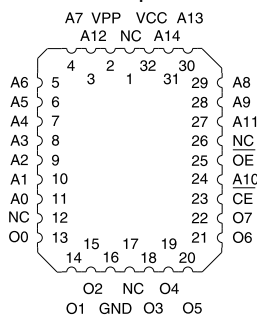 A7 VPP VCC A13
A12 NC A14
4 2 32 30
3 1 31
A6 5 29 A8
A5 6 28 A9
A4 7 27 A11
A3 8 26 NC
A2 9 25 OE
A1 10 24 A10
A0 11 23 CE
NC 12 22 O7
O0 13 21 O6
15 17 19
14 16 18 20
O2 NC O4
O1 GND O3 O5